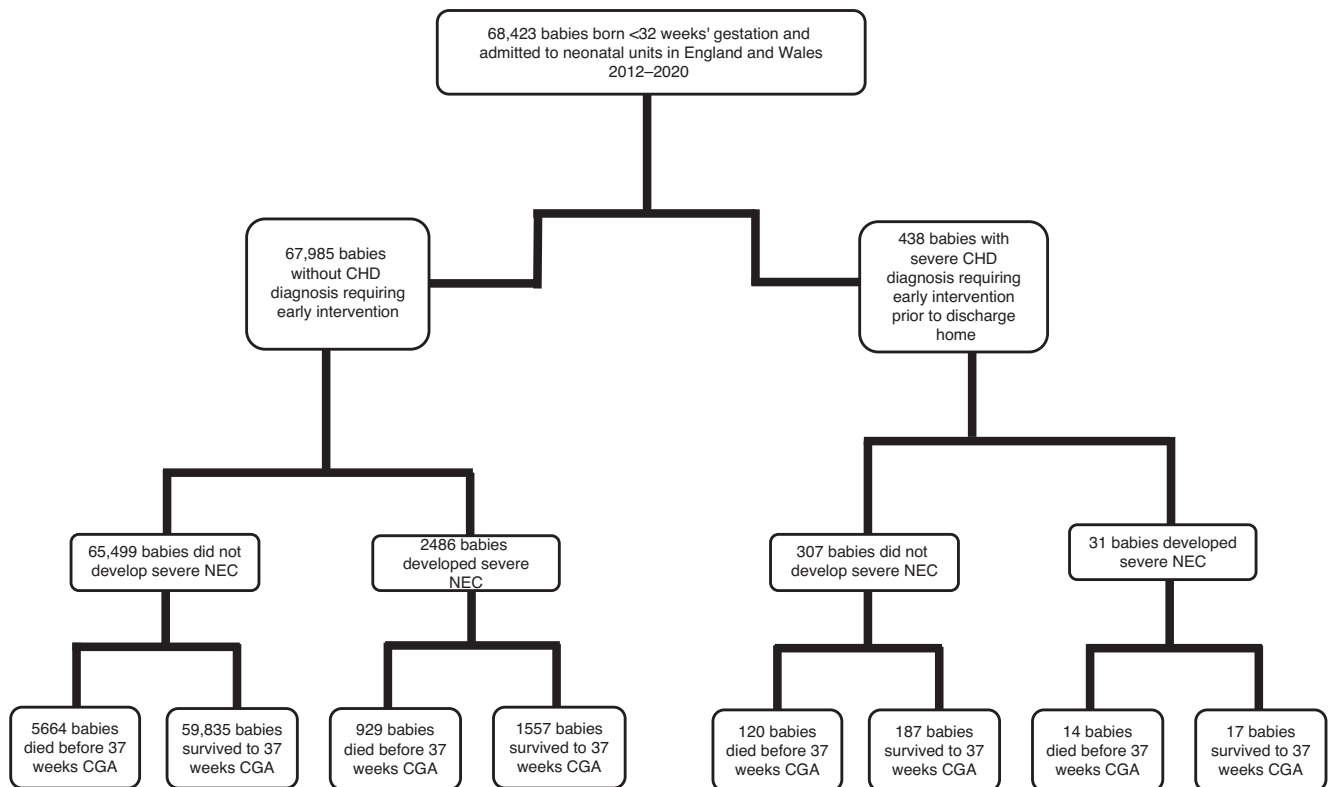 68,423 babies born <32 weeks' gestation and
admitted to neonatal units in England and Wales
2012–2020
67,985 babies
without CHD
diagnosis requiring
early intervention
438 babies with
severe CHD
diagnosis requiring
early intervention
prior to discharge
home
65,499 babies did not
develop severe NEC
2486 babies
developed severe
NEC
307 babies did not
develop severe NEC
31 babies developed
severe NEC
5664 babies
died before 37
weeks CGA
59,835 babies
survived to 37
weeks CGA
929 babies
died before 37
weeks CGA
1557 babies
survived to 37
weeks CGA
120 babies
died before 37
weeks CGA
187 babies
survived to 37
weeks CGA
14 babies
died before 37
weeks CGA
17 babies
survived to 37
weeks CGA